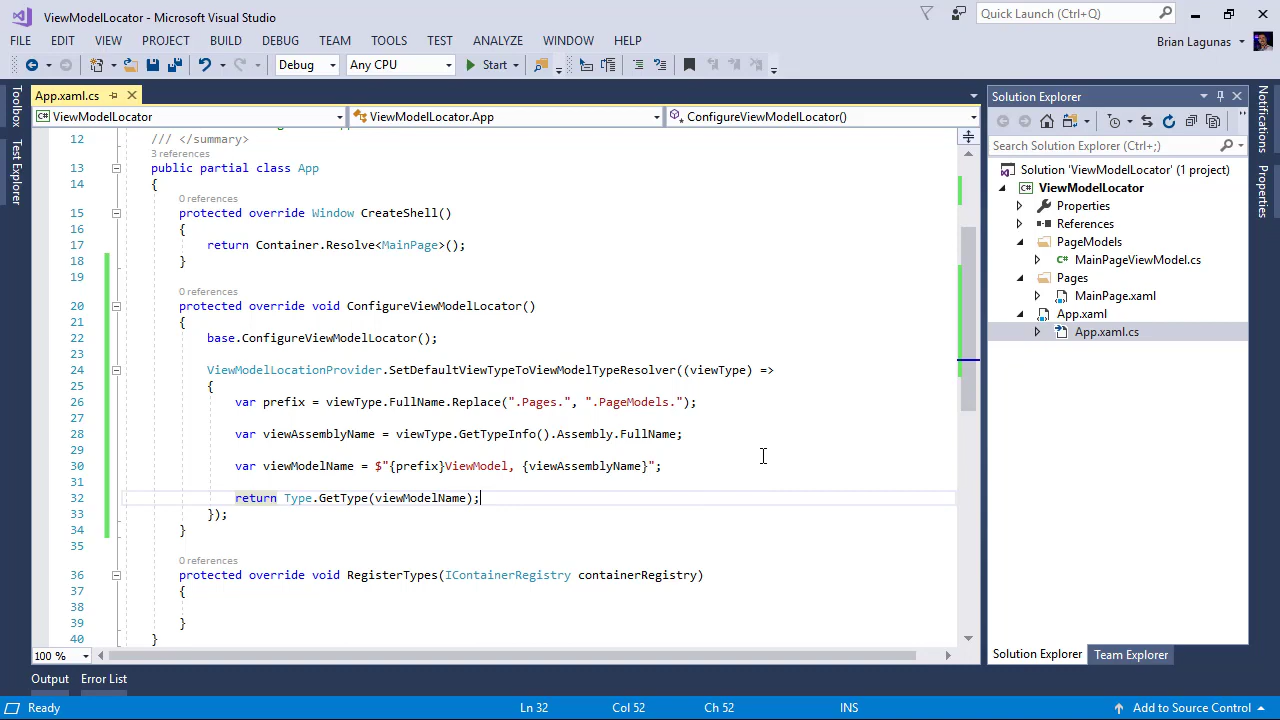 ViewModelLocator - Microsoft Visual Studio
Quick Launch (Ctrl+Q)
FILE EDIT VIEW PROJECT BUILD DEBUG TEAM TOOLS TEST ANALYZE WINDOW HELP
Brian Lagunas
Debug Any CPU Start
Toolbox
Test Explorer
App.xaml.cs
ViewModelLocator ViewModelLocator.App ConfigureViewModelLocator()
12 /// </summary>
3 references
13 public partial class App
14 {
0 references
15 protected override Window CreateShell()
16 {
17 return Container.Resolve<MainPage>();
18 }
19
0 references
20 protected override void ConfigureViewModelLocator()
21 {
22 base.ConfigureViewModelLocator();
23
24 ViewModelLocationProvider.SetDefaultViewTypeToViewModelTypeResolver((viewType) =>
25 {
26 var prefix = viewType.FullName.Replace(".Pages.", ".PageModels.");
27
28 var viewAssemblyName = viewType.GetTypeInfo().Assembly.FullName;
29
30 var viewModelName = $"{prefix}ViewModel, {viewAssemblyName}";
31
32 return Type.GetType(viewModelName);
33 });
34 }
35
0 references
36 protected override void RegisterTypes(IContainerRegistry containerRegistry)
37 {
38
39 }
40 }
100 %
Solution Explorer
Search Solution Explorer (Ctrl+;)
Solution 'ViewModelLocator' (1 project)
ViewModelLocator
Properties
References
PageModels
MainPageViewModel.cs
Pages
MainPage.xaml
App.xaml
App.xaml.cs
Solution Explorer Team Explorer
Notifications
Properties
Output Error List
Ready Ln 32 Col 52 Ch 52 INS Add to Source Control